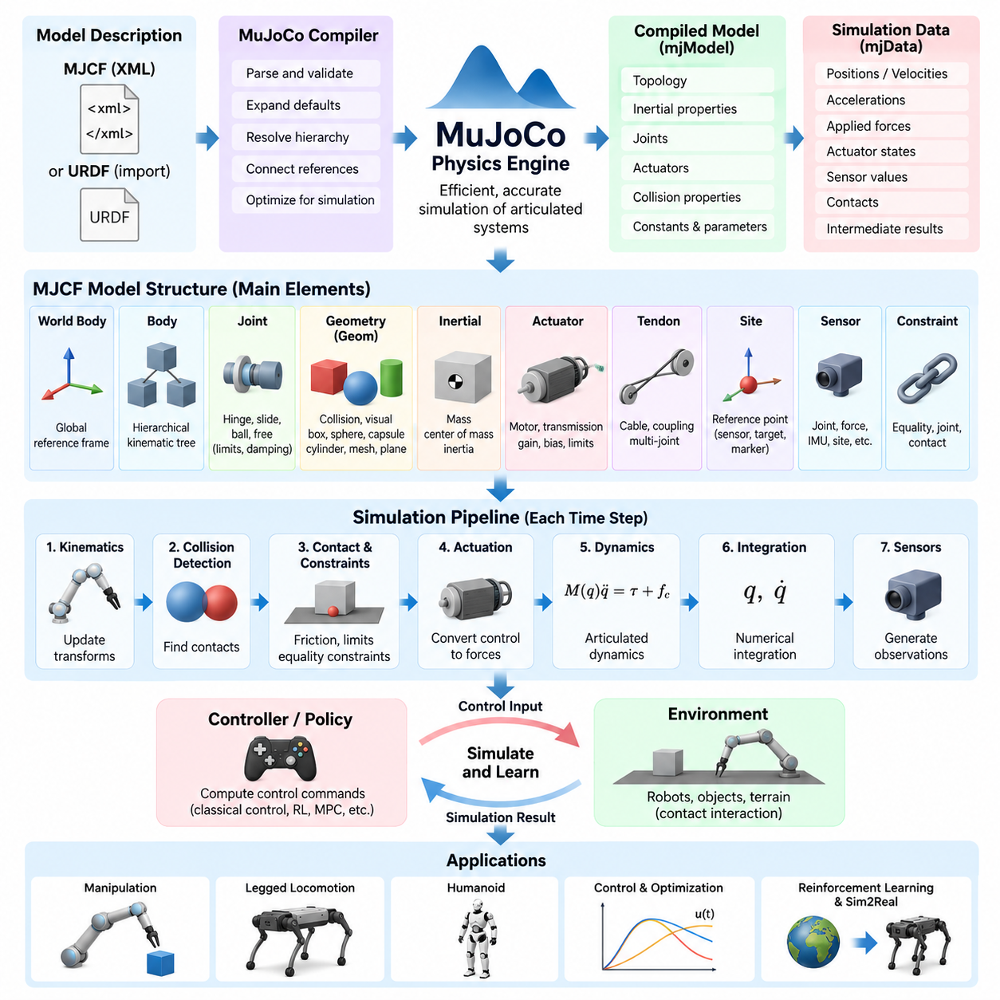 Model Description
MJCF (XML)
<xml>
</xml>
or URDF (import)
URDF
MuJoCo Compiler
Parse and validate
Expand defaults
Resolve hierarchy
Connect references
Optimize for simulation
MuJoCo
Physics Engine
Efficient, accurate
simulation of articulated
systems
Compiled Model
(mjModel)
Topology
Inertial properties
Joints
Actuators
Collision properties
Constants & parameters
Simulation Data
(mjData)
Positions / Velocities
Accelerations
Applied forces
Actuator states
Sensor values
Contacts
Intermediate results
MJCF Model Structure (Main Elements)
World Body
Global
reference frame
Body
Hierarchical
kinematic tree
Joint
Hinge, slide,
ball, free
(limits, damping)
Geometry
(Geom)
Collision, visual
box, sphere, capsule
cylinder, mesh, plane
Inertial
Mass
center of mass
inertia
Actuator
Motor, transmission
gain, bias, limits
Tendon
Cable, coupling
multi-joint
Site
Reference point
(sensor, target,
marker)
Sensor
Joint, force,
IMU, site, etc.
Constraint
Equality, joint,
contact
Simulation Pipeline (Each Time Step)
1. Kinematics
Update
transforms
2. Collision
Detection
Find contacts
3. Contact &
Constraints
Friction, limits
equality constraints
4. Actuation
Convert control
to forces
5. Dynamics
M(q)q̈ = τ + f_c
Articulated
dynamics
6. Integration
q, q̇
Numerical
integration
7. Sensors
Generate
observations
Controller / Policy
Compute control commands
(classical control, RL, MPC, etc.)
Control Input
Simulate
and Learn
Simulation Result
Environment
Robots, objects, terrain
(contact interaction)
Applications
Manipulation
Legged Locomotion
Humanoid
Control & Optimization
u(t)
Reinforcement Learning
& Sim2Real